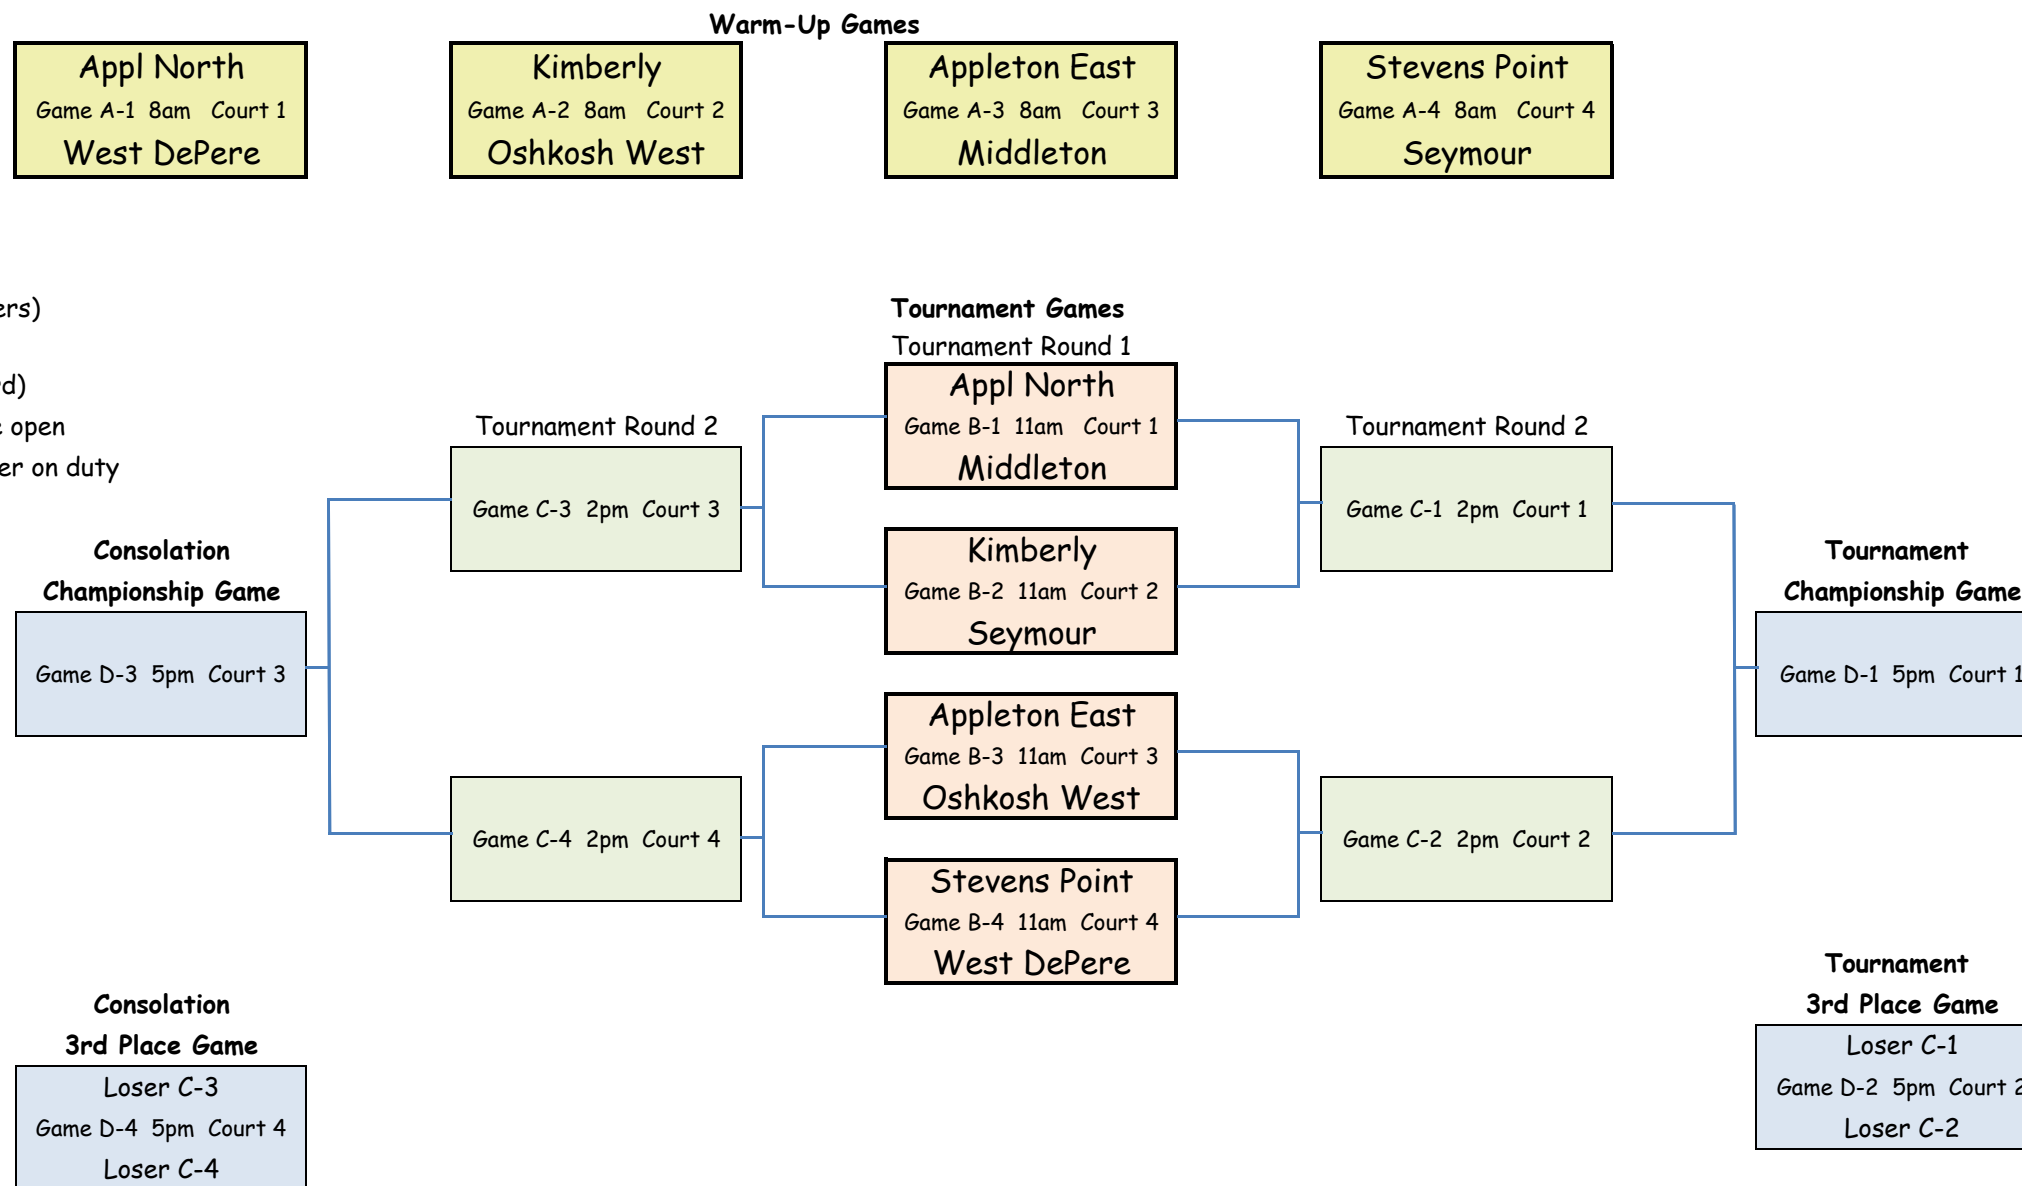 Warm-Up Games
Appl North
Game A-1 8am Court 1
West DePere
Kimberly
Game A-2 8am Court 2
Oshkosh West
Appleton East
Game A-3 8am Court 3
Middleton
Stevens Point
Game A-4 8am Court 4
Seymour
ers)
d)
open
er on duty
Tournament Games
Tournament Round 1
Appl North
Game B-1 11am Court 1
Middleton
Kimberly
Game B-2 11am Court 2
Seymour
Appleton East
Game B-3 11am Court 3
Oshkosh West
Stevens Point
Game B-4 11am Court 4
West DePere
Tournament Round 2
Game C-3 2pm Court 3
Game C-4 2pm Court 4
Tournament Round 2
Game C-1 2pm Court 1
Game C-2 2pm Court 2
Consolation
Championship Game
Game D-3 5pm Court 3
Tournament
Championship Game
Game D-1 5pm Court 1
Consolation
3rd Place Game
Loser C-3
Game D-4 5pm Court 4
Loser C-4
Tournament
3rd Place Game
Loser C-1
Game D-2 5pm Court 2
Loser C-2